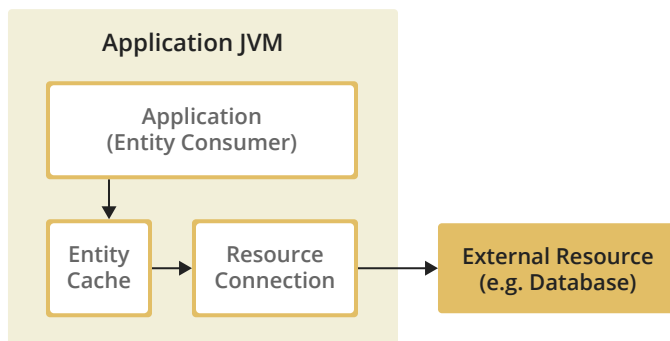 Application JVM
Application
(Entity Consumer)
Entity
Cache
Resource
Connection
External Resource
(e.g. Database)